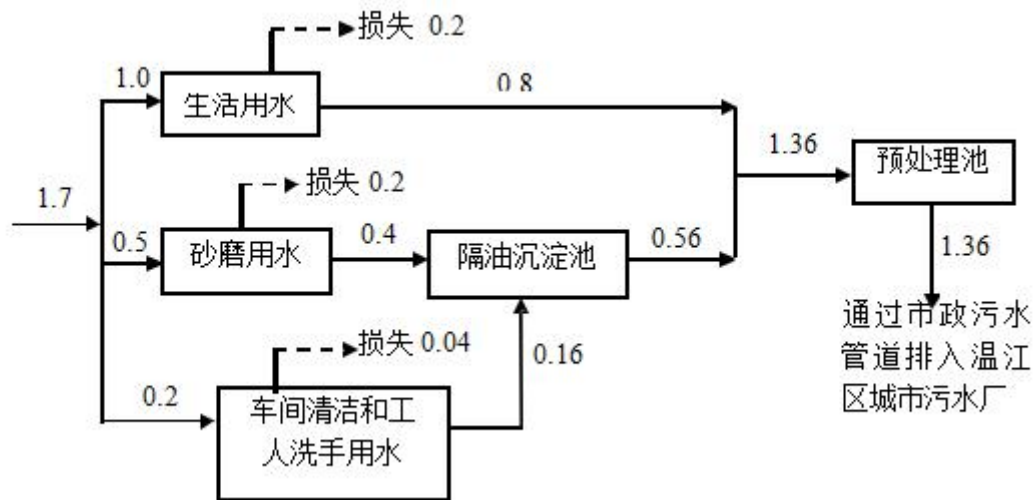 损失 0.2
1.0
生活用水
0.8
1.36
预处理池
1.7
损失 0.2
0.5
砂磨用水
0.4
隔油沉淀池
0.56
1.36
通过市政污水
管道排入温江
区城市污水厂
损失 0.04
0.16
0.2
车间清洁和工
人洗手用水